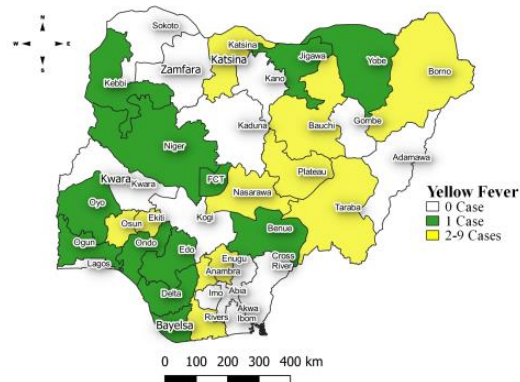 N
W E
S
Sokoto
Katsina
Zamfara
Katsina
Jigawa
Yobe
Kebbi
Kano
Borno
Kaduna
Bauchi
Gombe
Niger
Adamawa
Plateau
Kwara
Kwara
FCT
Nasarawa
Taraba
Oyo
Kogi
Osun
Ekiti
Benue
Ogun
Ondo
Edo
Lagos
Enugu
Cross
River
Anambra
Delta
Imo
Abia
Akwa
Ibom
Bayelsa
Rivers
Yellow Fever
0 Case
1 Case
2-9 Cases
0 100 200 300 400 km